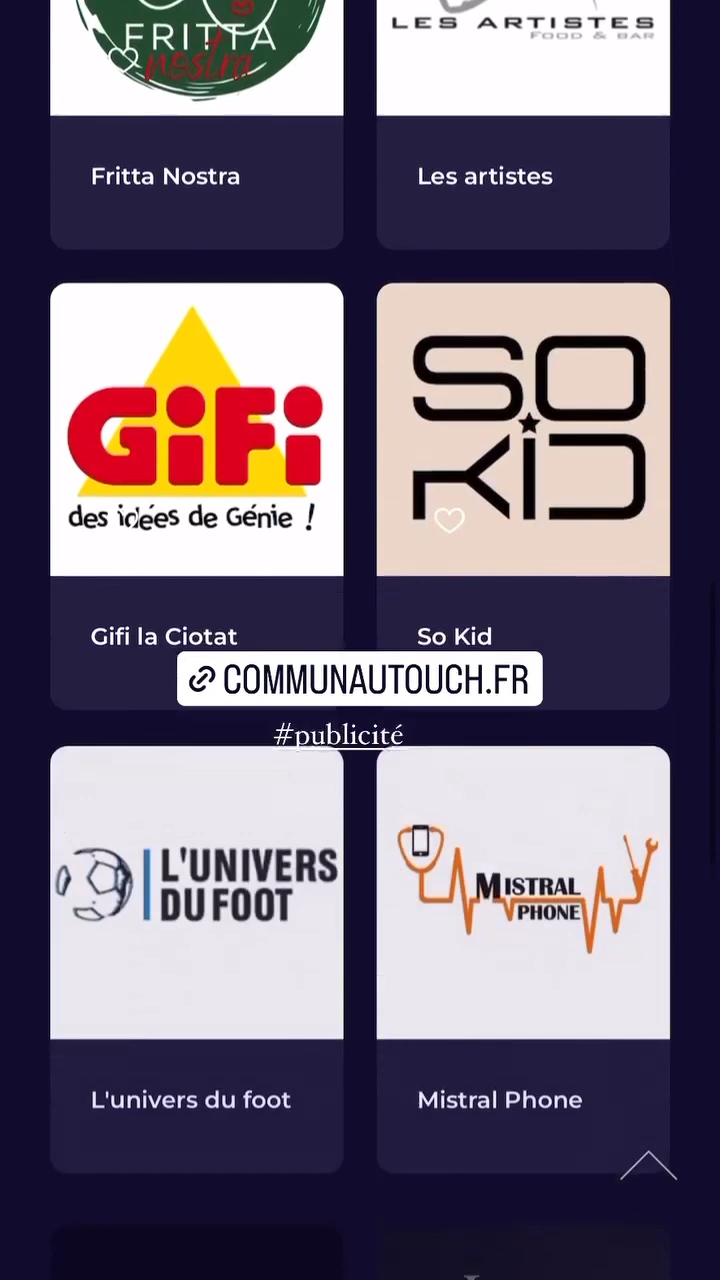 FRITTA
nostra
LES ARTISTES
FOOD & BAR
Fritta Nostra
Les artistes
GiFi
des idées de Génie !
SO
KiD
Gifi la Ciotat
So Kid
COMMUNAUTOUCH.FR
#publicité
L'UNIVERS
DU FOOT
MISTRAL
PHONE
L'univers du foot
Mistral Phone